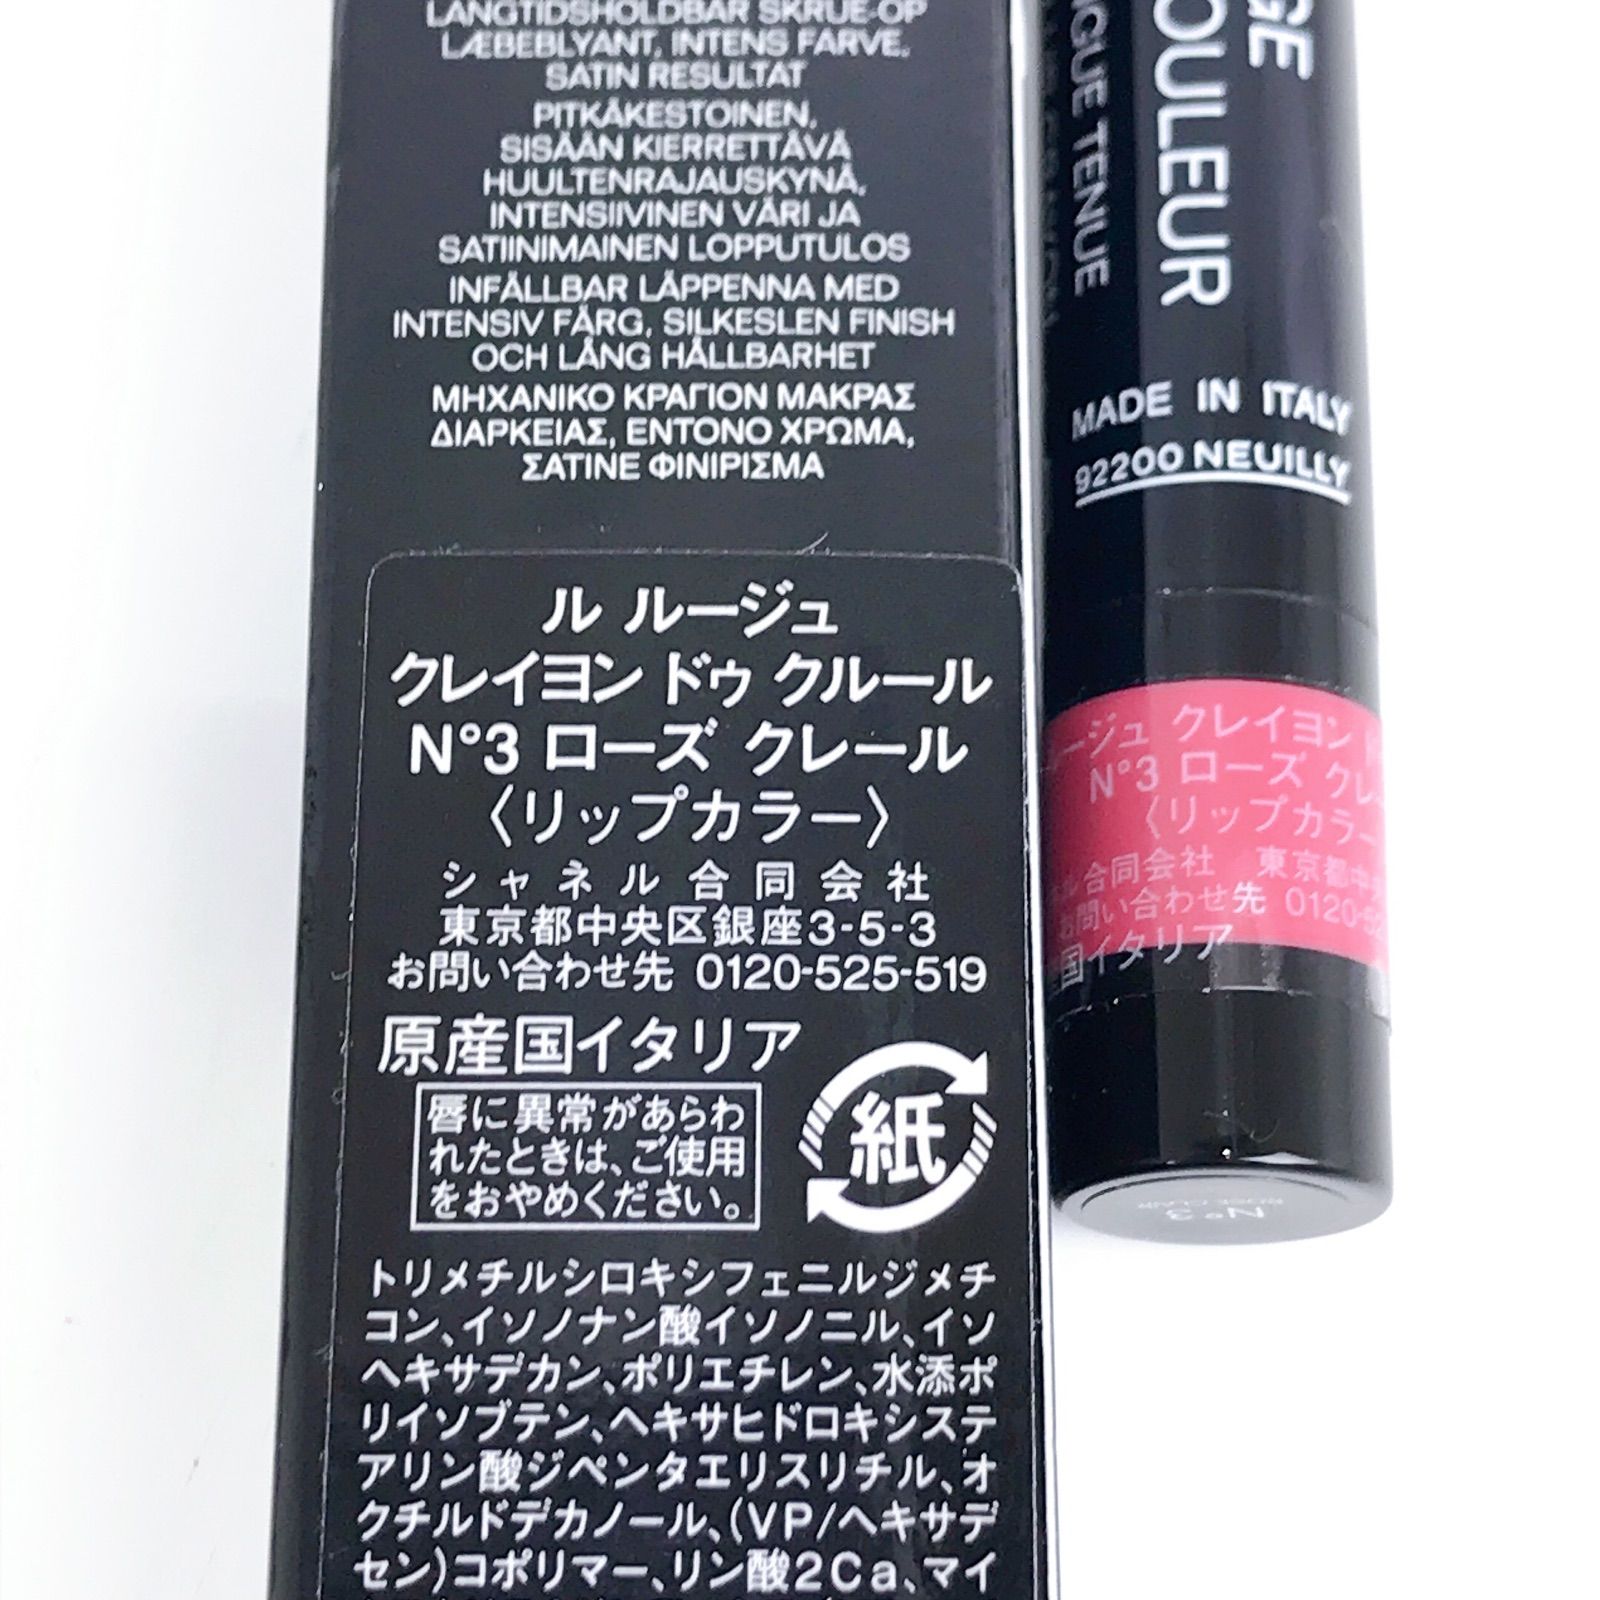 LANGTIDSHOLDBAR SKRUE-OP
LÆBEBLYANT, INTENS FARVE,
SATIN RESULTAT
PITKÄKESTOINEN,
SISÄÄN KIERRETTÄVÄ
HUULTENRAJAUSKYNÄ,
INTENSIIVINEN VÄRI JA
SATIINIMAINEN LOPPUTULOS
INFÄLLBAR LÄPPENNA MED
INTENSIV FÄRG, SILKESLEN FINISH
OCH LÅNG HÅLLBARHET
ΜΗΧΑΝΙΚΟ ΚΡΑΓΙΟΝ ΜΑΚΡΑΣ
ΔΙΑΡΚΕΙΑΣ, ΕΝΤΟΝΟ ΧΡΩΜΑ,
ΣΑΤΙΝΕ ΦΙΝΙΡΙΣΜΑ
ル ルージュ
クレイヨン ドゥ クルール
N°3 ローズ クレール
〈リップカラー〉
シャネル合同会社
東京都中央区銀座3-5-3
お問い合わせ先 0120-525-519
原産国イタリア
唇に異常があらわ
れたときは、ご使用
をおやめください。
紙
トリメチルシロキシフェニルジメチ
コン、イソノナン酸イソノニル、イソ
ヘキサデカン、ポリエチレン、水添ポ
リイソブテン、ヘキサヒドロキシステ
アリン酸ジペンタエリスリチル、オ
クチルドデカノール、(VP/ヘキサデ
セン)コポリマー、リン酸2Ca、マイ
GE
OULEUR
GUE TENUE
MADE IN ITALY
92200 NEUILLY
ージュ クレイヨン
N°3 ローズ クレ
〈リップカラー
ル合同会社 東京都中
お問い合わせ先 0120-52
国イタリア
N°3